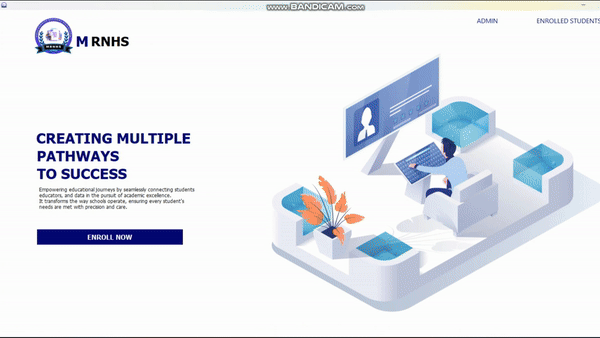 www.BANDICAM.com
ADMIN
ENROLLED STUDENTS
M RNHS
CREATING MULTIPLE
PATHWAYS
TO SUCCESS
Empowering educational journeys by seamlessly connecting students
educators, and data in the pursuit of academic excellence.
It transforms the way schools operate, ensuring every student's
needs are met with precision and care.
ENROLL NOW